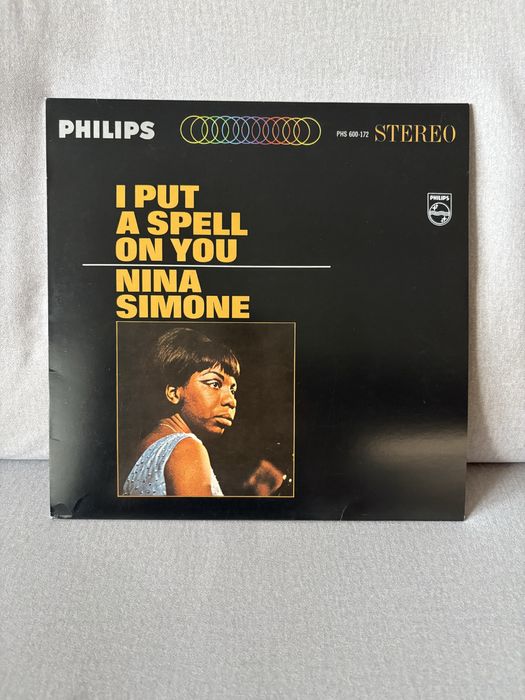 PHILIPS
PHS 600-172 STEREO
PHILIPS
I PUT
A SPELL
ON YOU
NINA
SIMONE